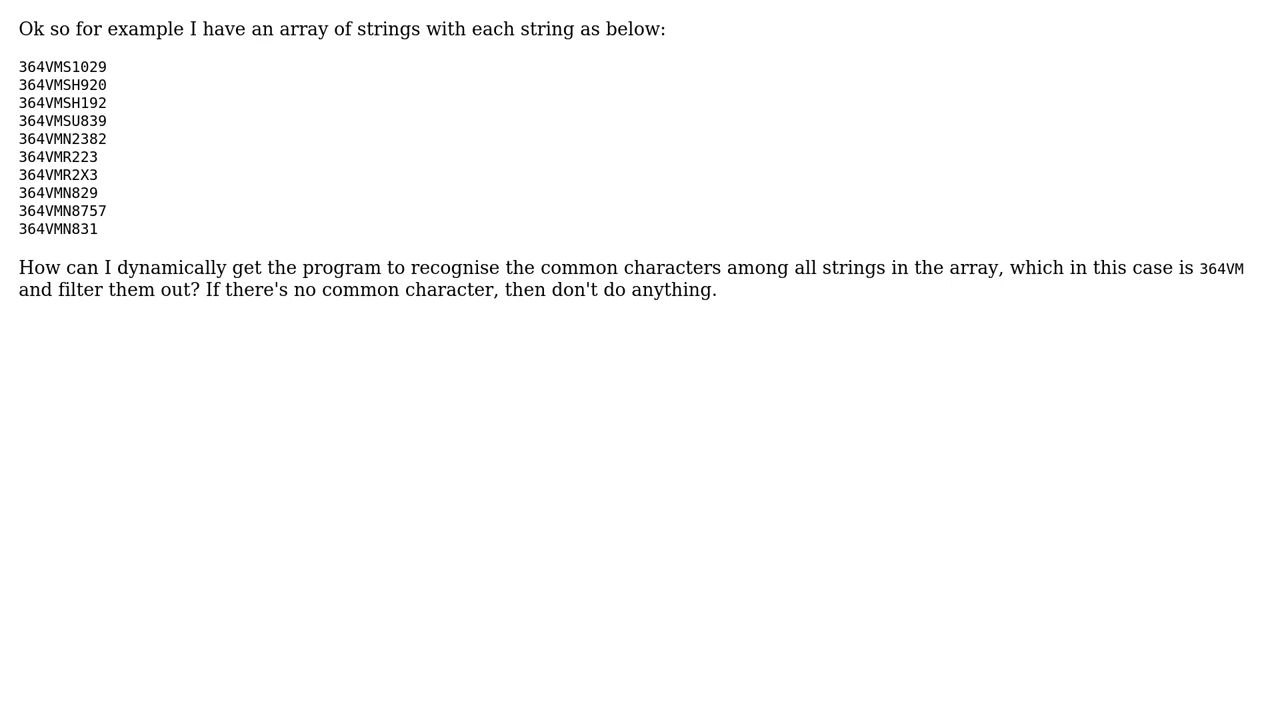 Ok so for example I have an array of strings with each string as below:
364VMS1029
364VMSH920
364VMSH192
364VMSU839
364VMN2382
364VMR223
364VMR2X3
364VMN829
364VMN8757
364VMN831
How can I dynamically get the program to recognise the common characters among all strings in the array, which in this case is 364VM
and filter them out? If there's no common character, then don't do anything.